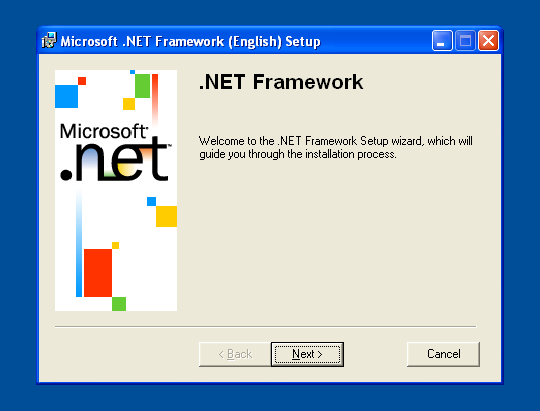 Microsoft .NET Framework (English) Setup
.NET Framework
Microsoft
.net
Welcome to the .NET Framework Setup wizard, which will
guide you through the installation process.
< Back
Next >
Cancel